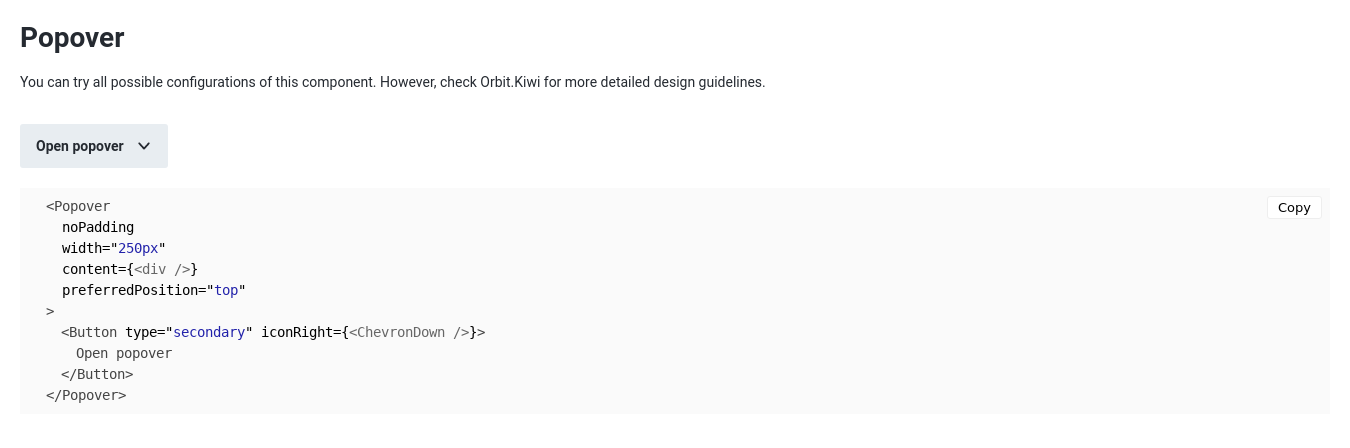 Popover
You can try all possible configurations of this component. However, check Orbit.Kiwi for more detailed design guidelines.
Open popover
Copy
<Popover
  noPadding
  width="250px"
  content={<div />}
  preferredPosition="top"
>
  <Button type="secondary" iconRight={<ChevronDown />}>
    Open popover
  </Button>
</Popover>